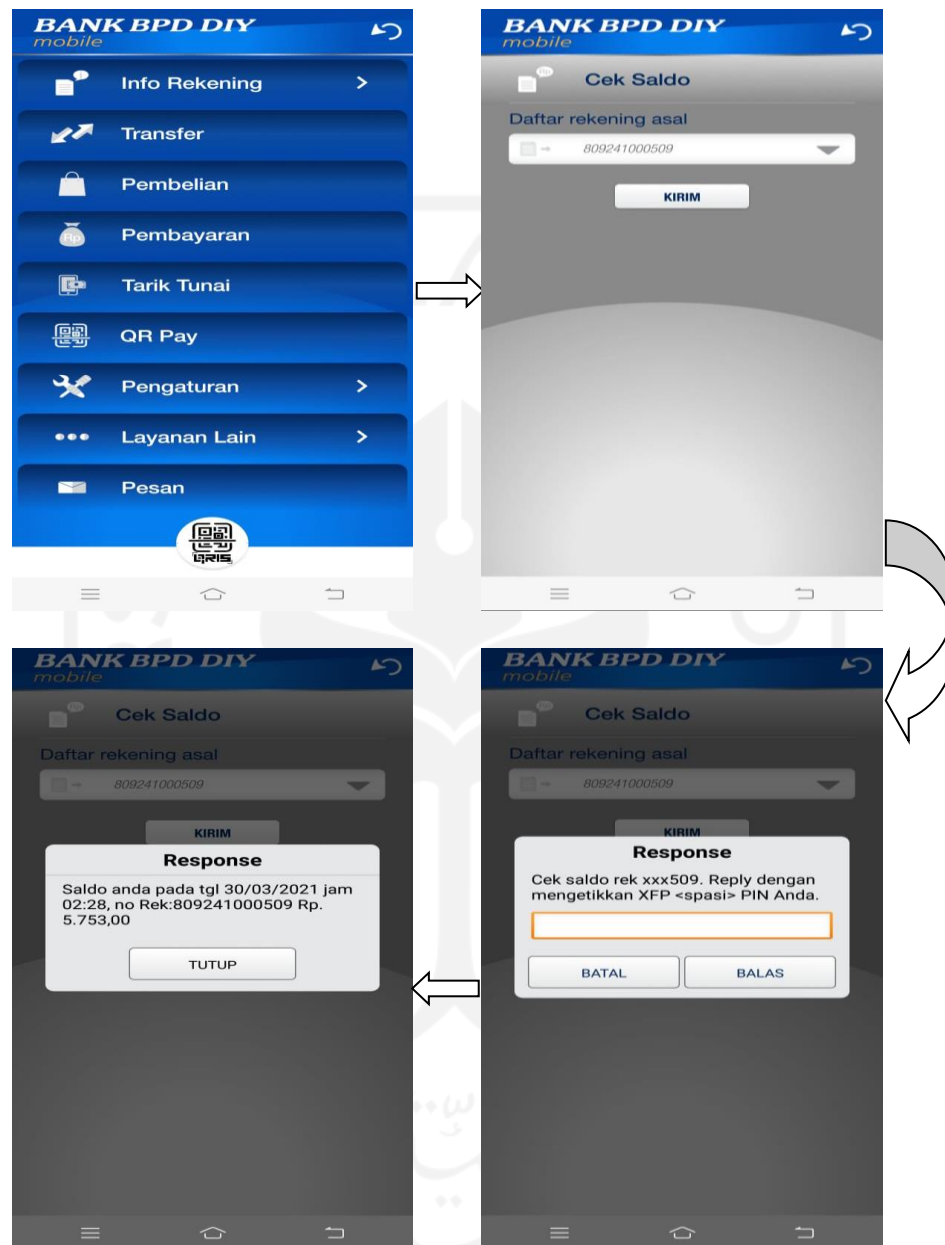 BANK BPD DIY
mobile
Info Rekening
Transfer
Pembelian
Pembayaran
Rp
Tarik Tunai
QR Pay
Pengaturan
Layanan Lain
Pesan
QRIS
BANK BPD DIY
mobile
Cek Saldo
Daftar rekening asal
809241000509
KIRIM
BANK BPD DIY
mobile
Cek Saldo
Daftar rekening asal
809241000509
KIRIM
Response
Cek saldo rek xxx509. Reply dengan
mengetikkan XFP <spasi> PIN Anda.
BATAL
BALAS
BANK BPD DIY
mobile
Cek Saldo
Daftar rekening asal
809241000509
KIRIM
Response
Saldo anda pada tgl 30/03/2021 jam
02:28, no Rek:809241000509 Rp.
5.753,00
TUTUP